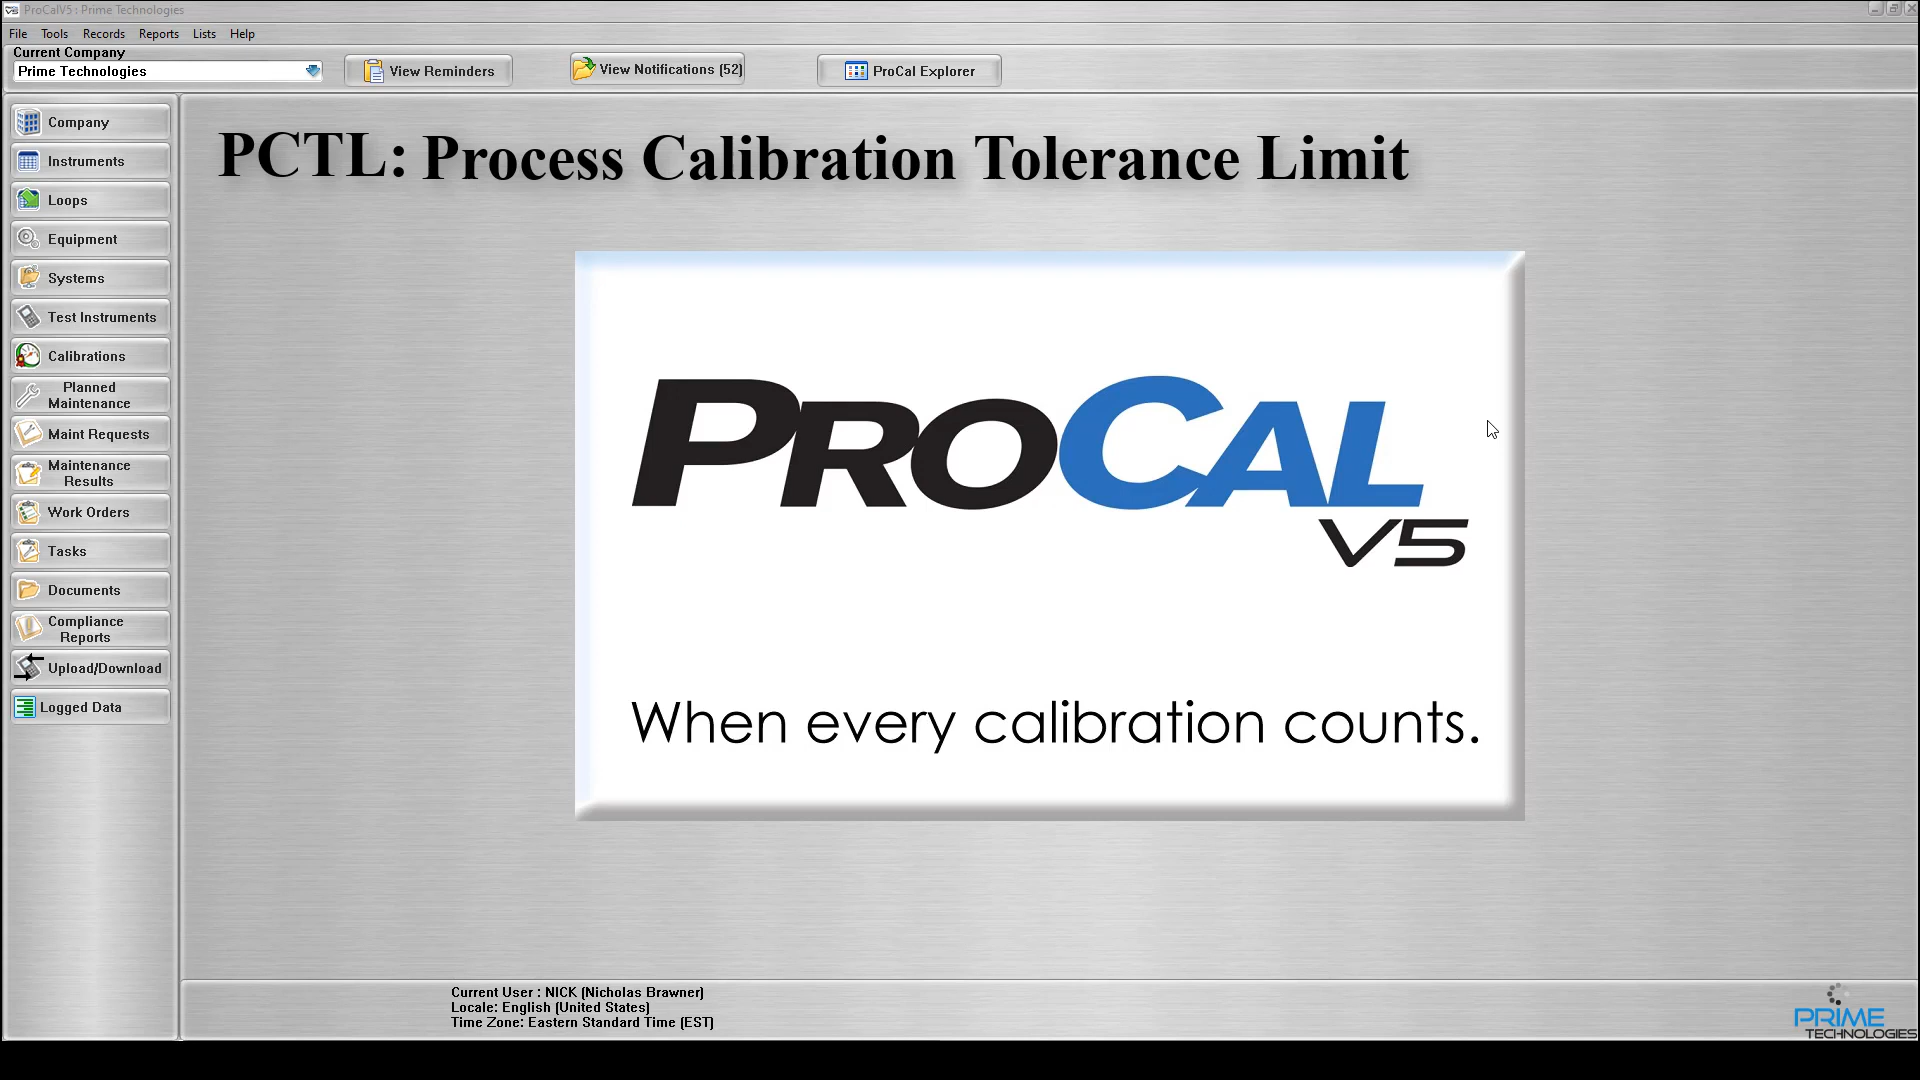 ProCalV5 : Prime Technologies
File Tools Records Reports Lists Help
Current Company
Prime Technologies
View Reminders
View Notifications (52)
ProCal Explorer
Company
Instruments
Loops
Equipment
Systems
Test Instruments
Calibrations
Planned
Maintenance
Maint Requests
Maintenance
Results
Work Orders
Tasks
Documents
Compliance
Reports
Upload/Download
Logged Data
PCTL: Process Calibration Tolerance Limit
PROCAL
V5
When every calibration counts.
Current User : NICK (Nicholas Brawner)
Locale: English (United States)
Time Zone: Eastern Standard Time (EST)
PRIME
TECHNOLOGIES